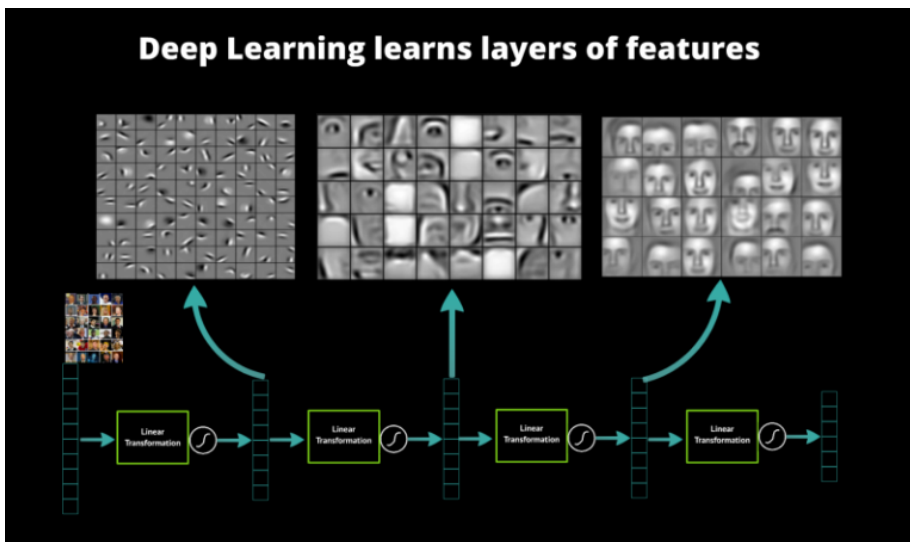 Deep Learning learns layers of features
Linear
Transformation
Linear
Transformation
Linear
Transformation
Linear
Transformation